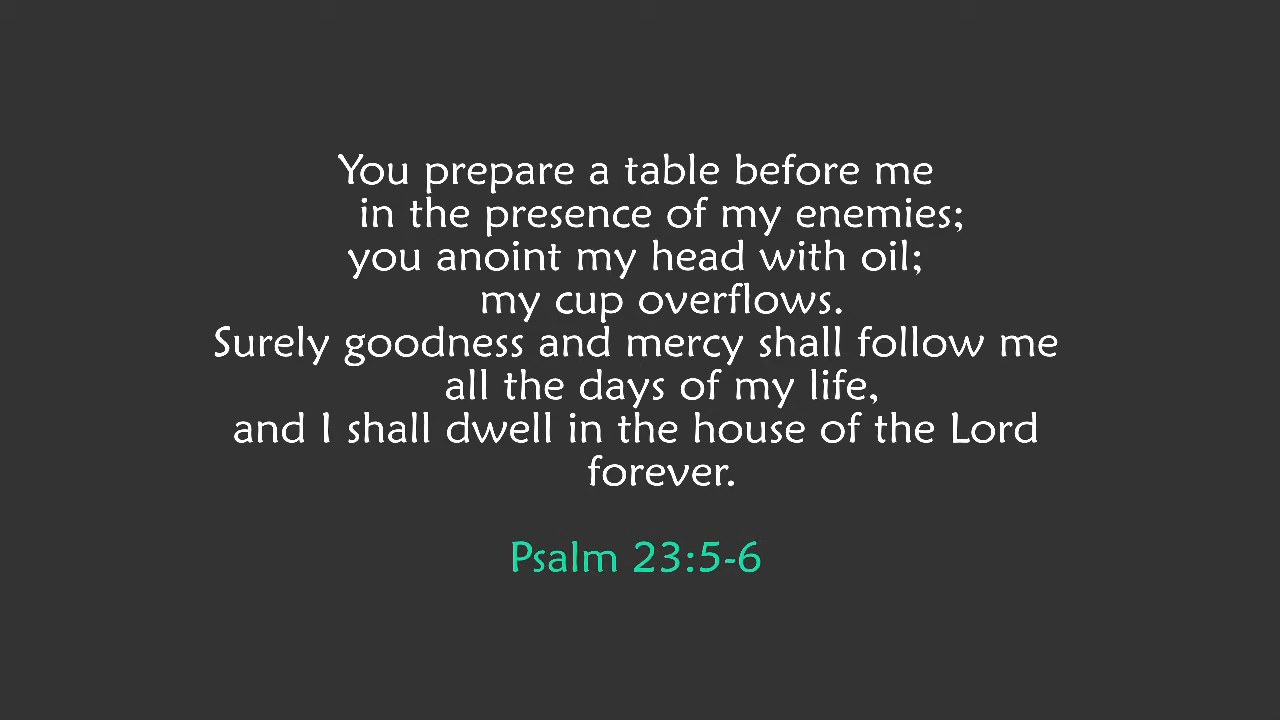 You prepare a table before me
in the presence of my enemies;
you anoint my head with oil;
my cup overflows.
Surely goodness and mercy shall follow me
all the days of my life,
and I shall dwell in the house of the Lord
forever.
Psalm 23:5-6